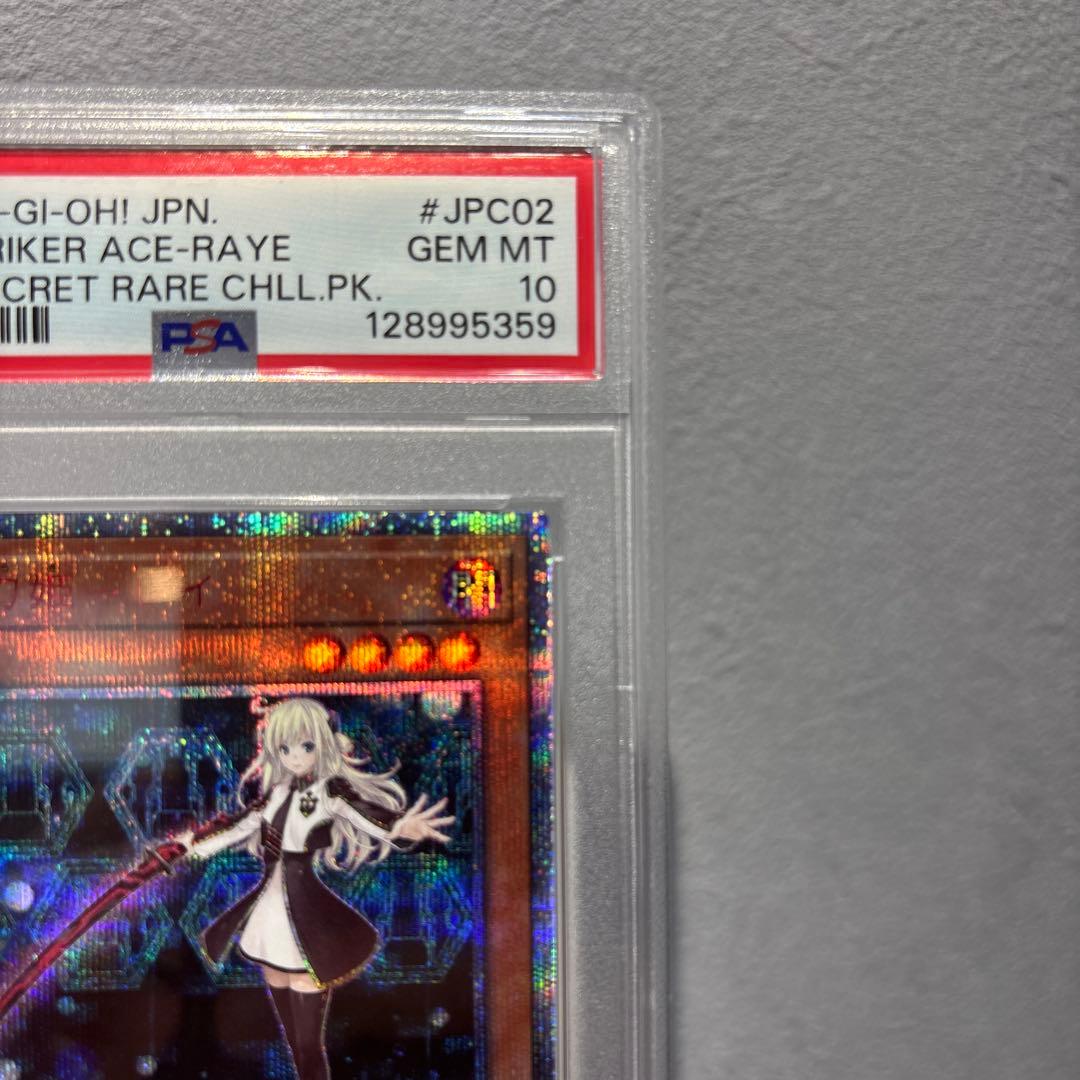 -GI-OH! JPN. #JPC02
RIKER ACE-RAYE GEM MT
CRET RARE CHLL.PK. 10
PSA 128995359